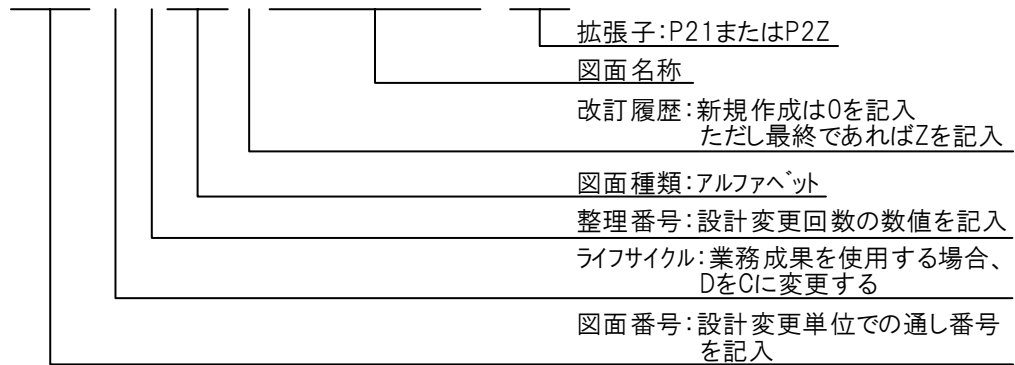 拡張子:P21またはP2Z
図面名称
改訂履歴:新規作成は0を記入
ただし最終であればZを記入
図面種類:アルファベット
整理番号:設計変更回数の数値を記入
ライフサイクル:業務成果を使用する場合、
DをCに変更する
図面番号:設計変更単位での通し番号
を記入